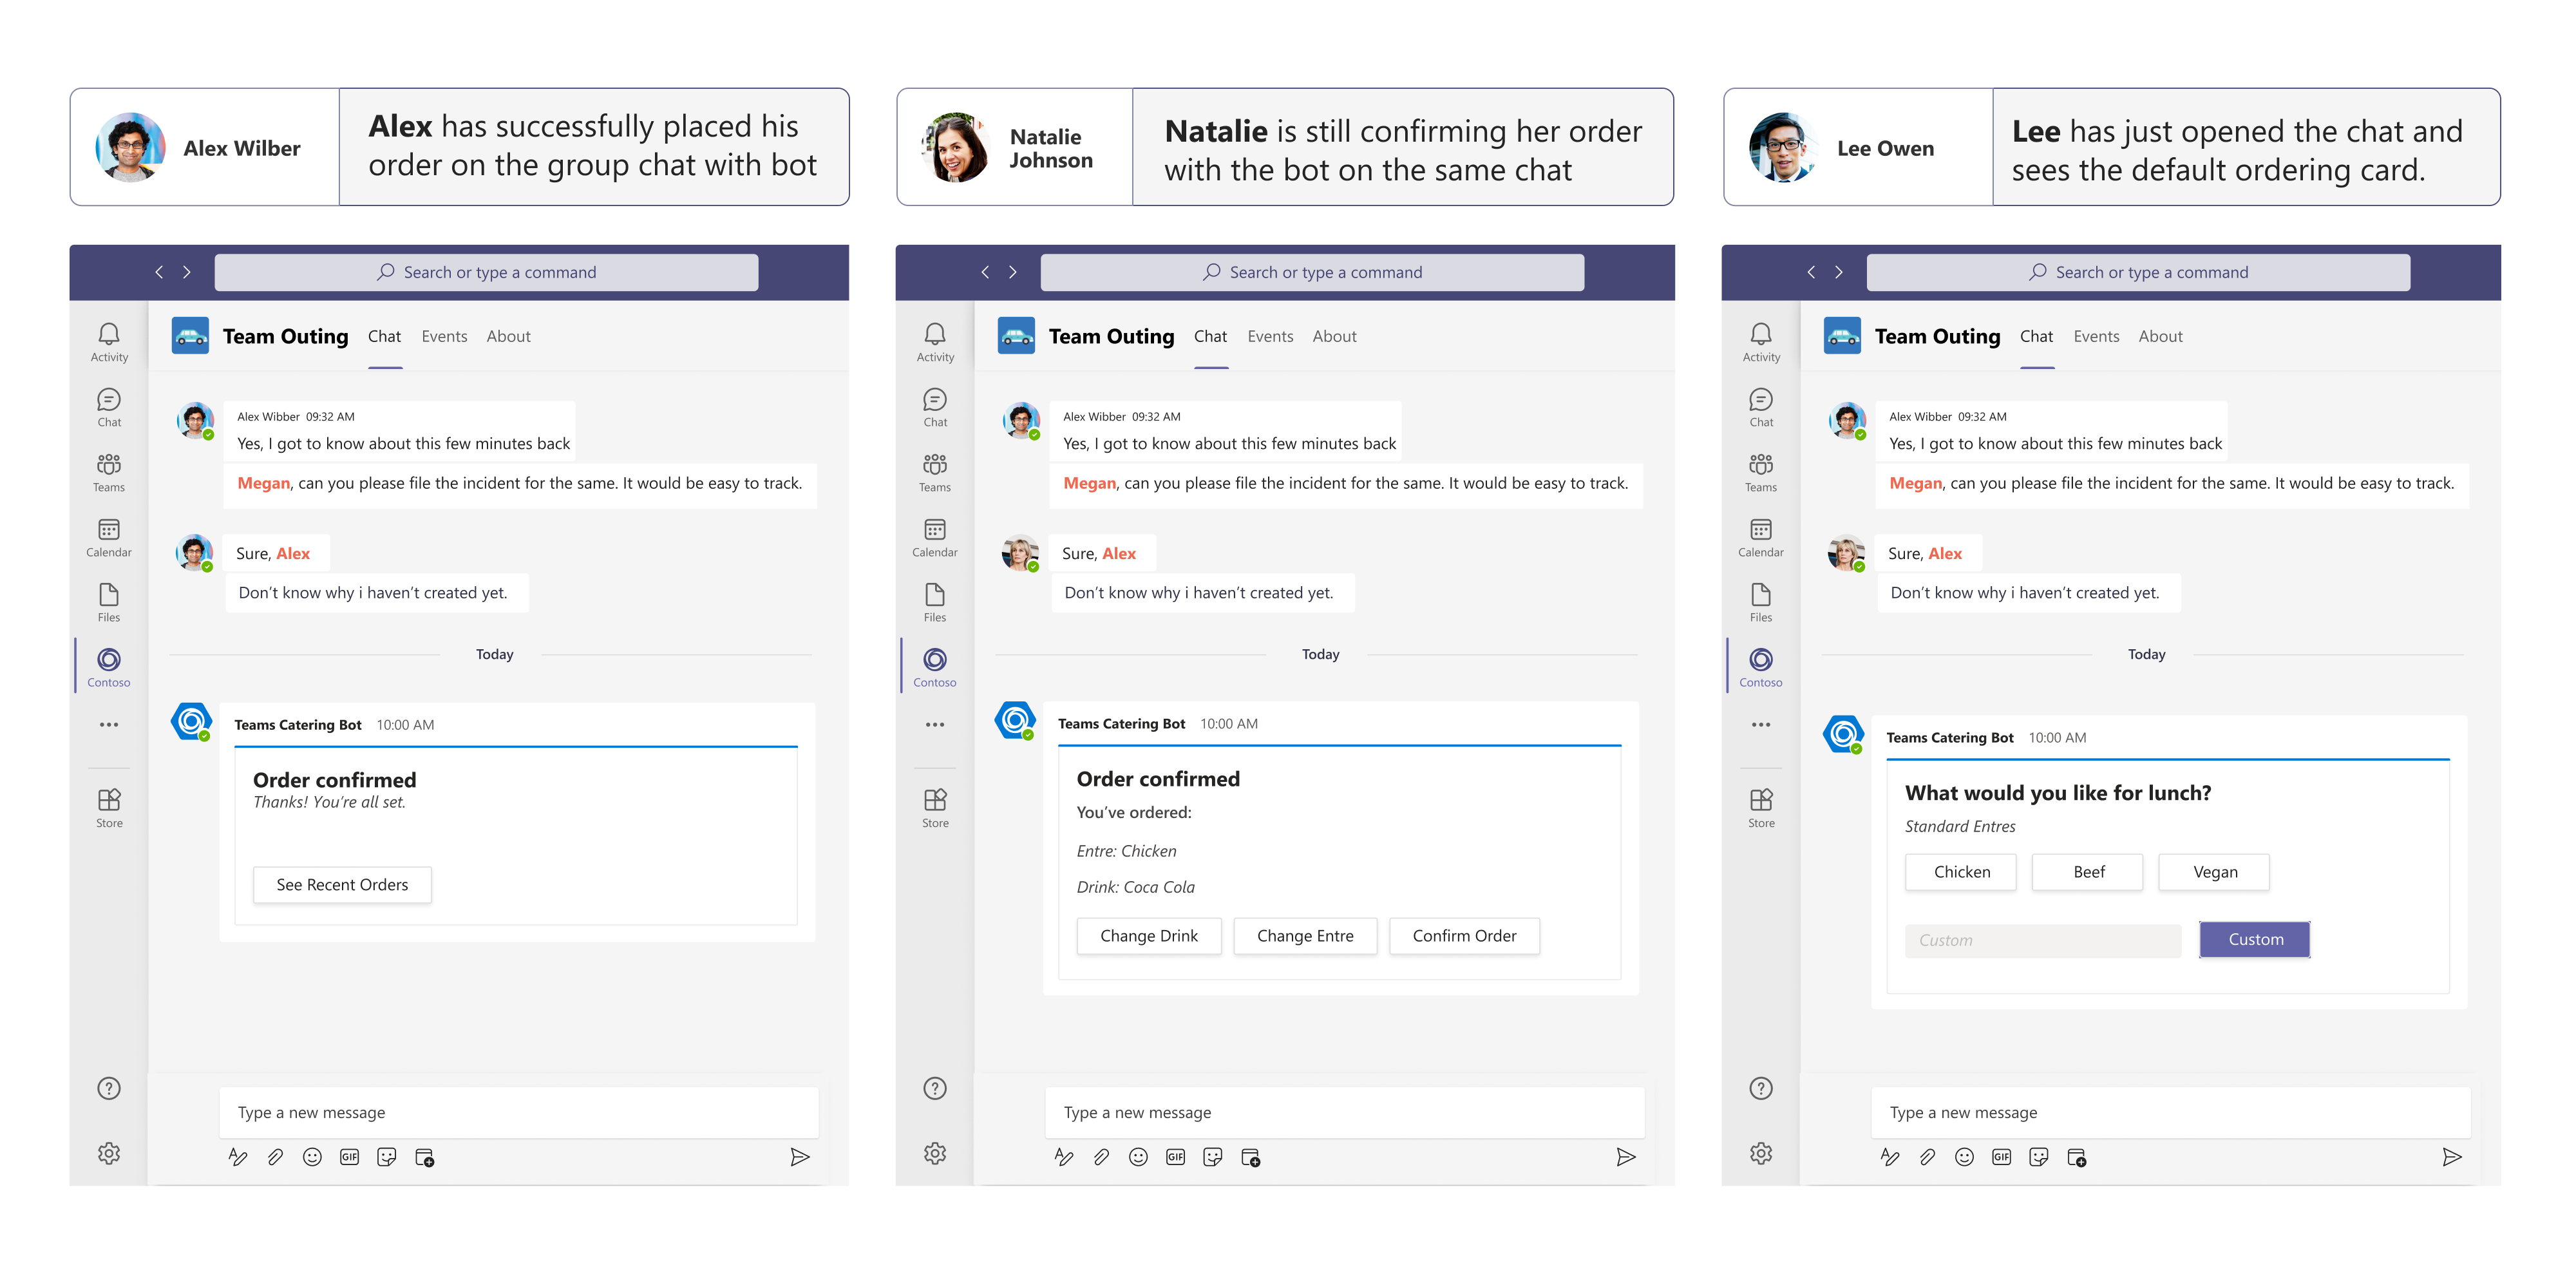 Alex Wilber
Alex has successfully placed his
order on the group chat with bot
Natalie
Johnson
Natalie is still confirming her order
with the bot on the same chat
Lee Owen
Lee has just opened the chat and
sees the default ordering card.
Search or type a command
Activity
Chat
Teams
Calendar
Files
Contoso
Store
Team Outing Chat Events About
Alex Wibber 09:32 AM
Yes, I got to know about this few minutes back
Megan, can you please file the incident for the same. It would be easy to track.
Sure, Alex
Don't know why i haven't created yet.
Today
Teams Catering Bot 10:00 AM
Order confirmed
Thanks! You're all set.
See Recent Orders
Type a new message
GIF
Search or type a command
Activity
Chat
Teams
Calendar
Files
Contoso
Store
Team Outing Chat Events About
Alex Wibber 09:32 AM
Yes, I got to know about this few minutes back
Megan, can you please file the incident for the same. It would be easy to track.
Sure, Alex
Don't know why i haven't created yet.
Today
Teams Catering Bot 10:00 AM
Order confirmed
You've ordered:
Entre: Chicken
Drink: Coca Cola
Change Drink Change Entre Confirm Order
Type a new message
GIF
Search or type a command
Activity
Chat
Teams
Calendar
Files
Contoso
Store
Team Outing Chat Events About
Alex Wibber 09:32 AM
Yes, I got to know about this few minutes back
Megan, can you please file the incident for the same. It would be easy to track.
Sure, Alex
Don't know why i haven't created yet.
Today
Teams Catering Bot 10:00 AM
What would you like for lunch?
Standard Entres
Chicken Beef Vegan
Custom Custom
Type a new message
GIF